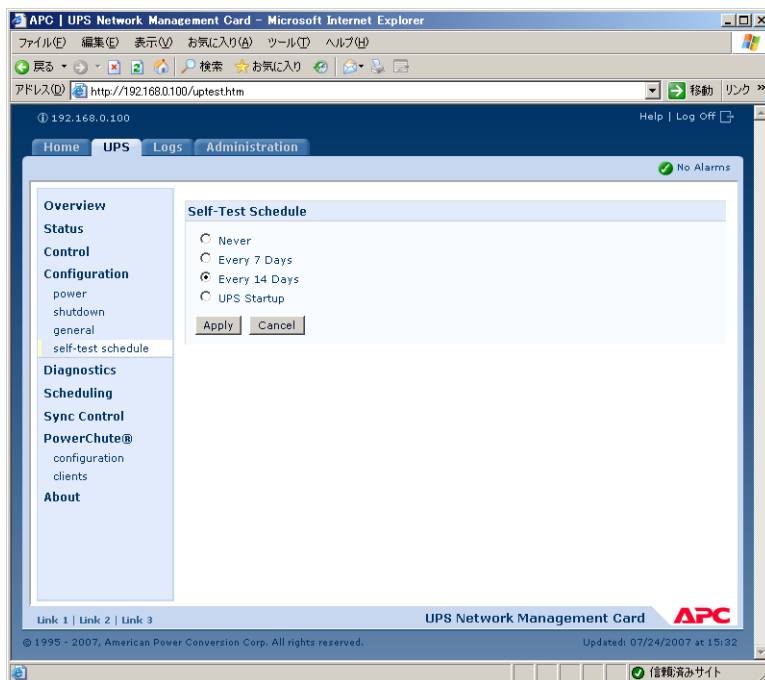 APC | UPS Network Management Card - Microsoft Internet Explorer
ファイル(F) 編集(E) 表示(V) お気に入り(A) ツール(T) ヘルプ(H)
戻る 検索 お気に入り
アドレス(D) http://192.168.0.100/uptest.htm 移動 リンク »
192.168.0.100 Help | Log Off
Home UPS Logs Administration
No Alarms
Overview
Status
Control
Configuration
power
shutdown
general
self-test schedule
Diagnostics
Scheduling
Sync Control
PowerChute®
configuration
clients
About
Self-Test Schedule
Never
Every 7 Days
Every 14 Days
UPS Startup
Apply Cancel
Link 1 | Link 2 | Link 3
UPS Network Management Card APC
© 1995 - 2007, American Power Conversion Corp. All rights reserved. Updated: 07/24/2007 at 15:32
信頼済みサイト